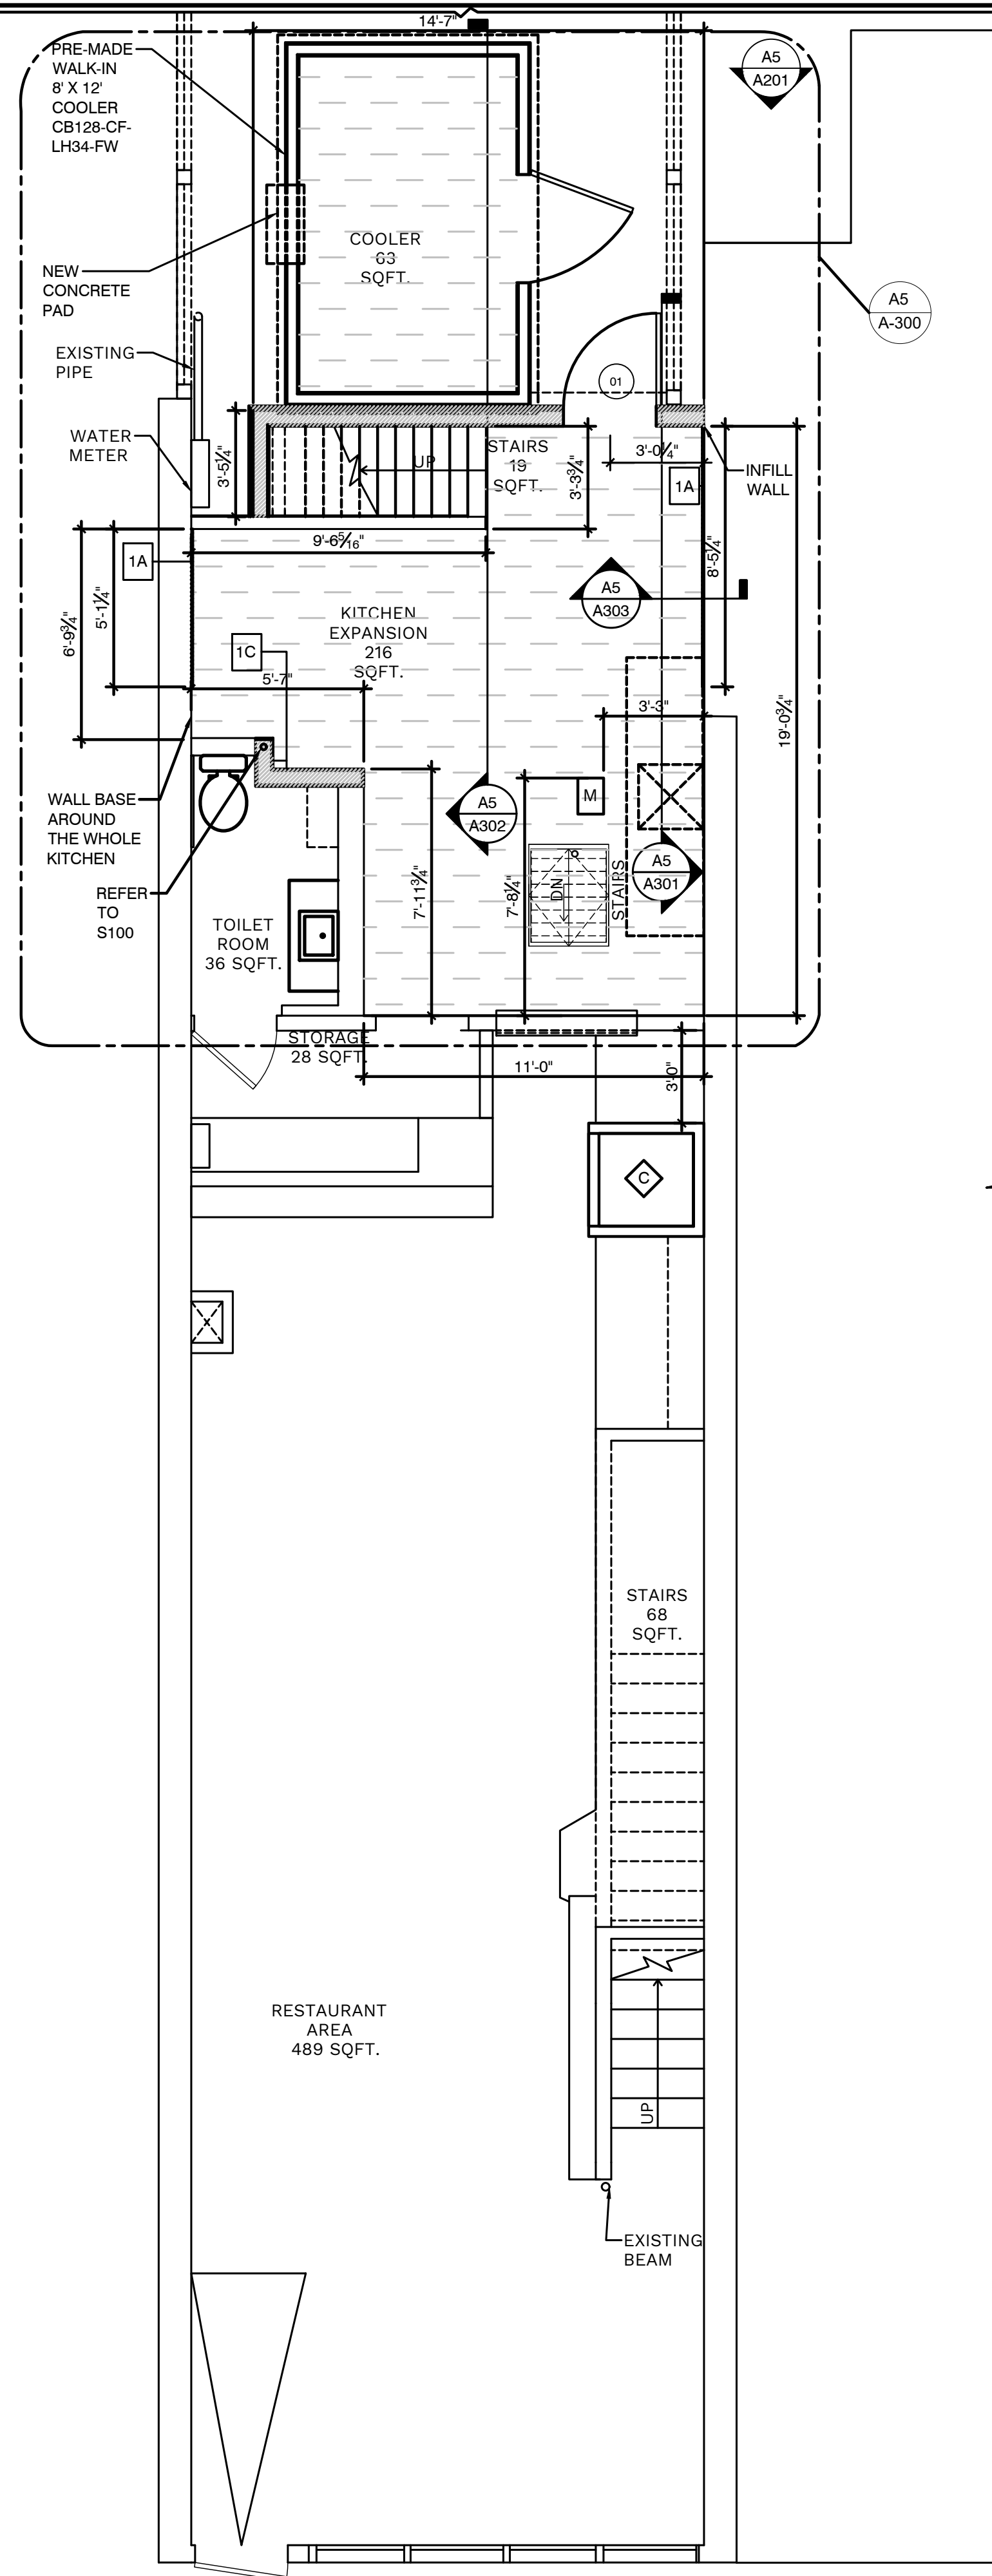 14'-7"
PRE-MADE
WALK-IN
8' X 12'
COOLER
CB128-CF-
LH34-FW
A5
A201
COOLER
63
SQFT.
NEW
CONCRETE
PAD
A5
A-300
EXISTING
PIPE
01
WATER
METER
3'-5¼"
UP
STAIRS
19
SQFT.
3'-3¾"
3'-0¼"
1A
INFILL
WALL
9'-6 5⁄16"
8'-5¼"
1A
6'-9¾"
5'-1¼"
A5
A303
KITCHEN
EXPANSION
216
SQFT.
1C
5'-7"
3'-3"
19'-0¾"
WALL BASE
AROUND
THE WHOLE
KITCHEN
M
A5
A302
7'-11¾"
7'-8¼"
DN
STAIRS
A5
A301
REFER
TO
S100
TOILET
ROOM
36 SQFT.
STORAGE
28 SQFT.
11'-0"
3'-0"
C
STAIRS
68
SQFT.
RESTAURANT
AREA
489 SQFT.
UP
EXISTING
BEAM